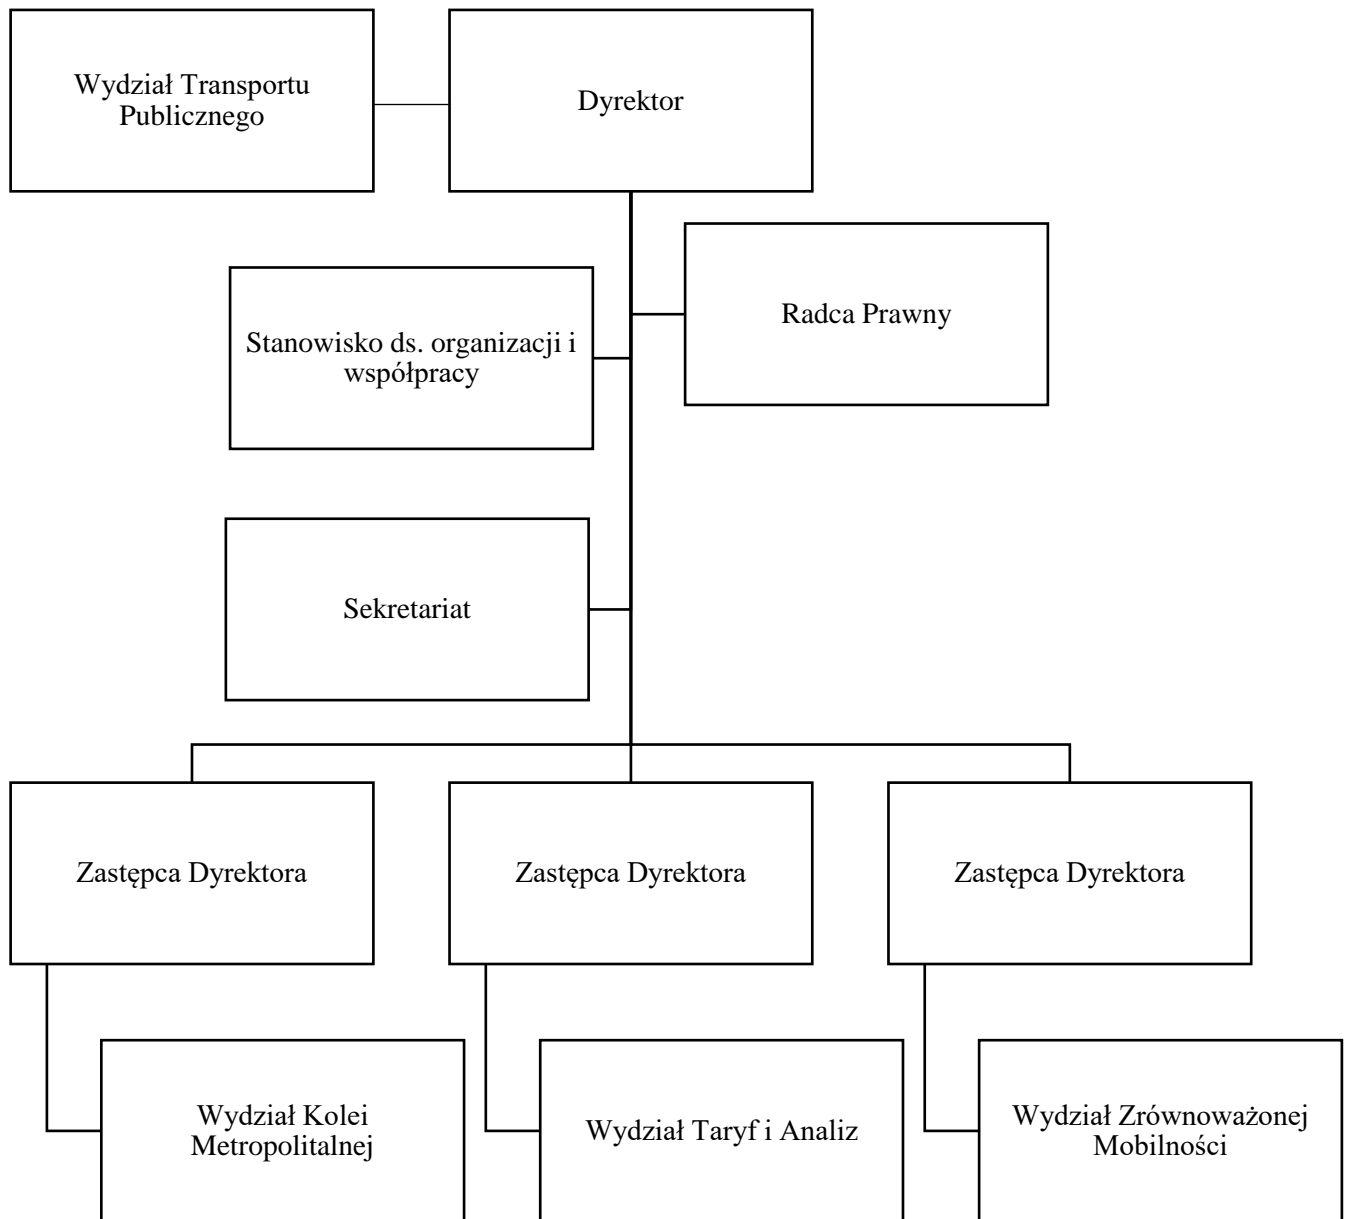 Wydział Transportu
Publicznego
Dyrektor
Radca Prawny
Stanowisko ds. organizacji i
współpracy
Sekretariat
Zastępca Dyrektora
Zastępca Dyrektora
Zastępca Dyrektora
Wydział Kolei
Metropolitalnej
Wydział Taryf i Analiz
Wydział Zrównoważonej
Mobilności